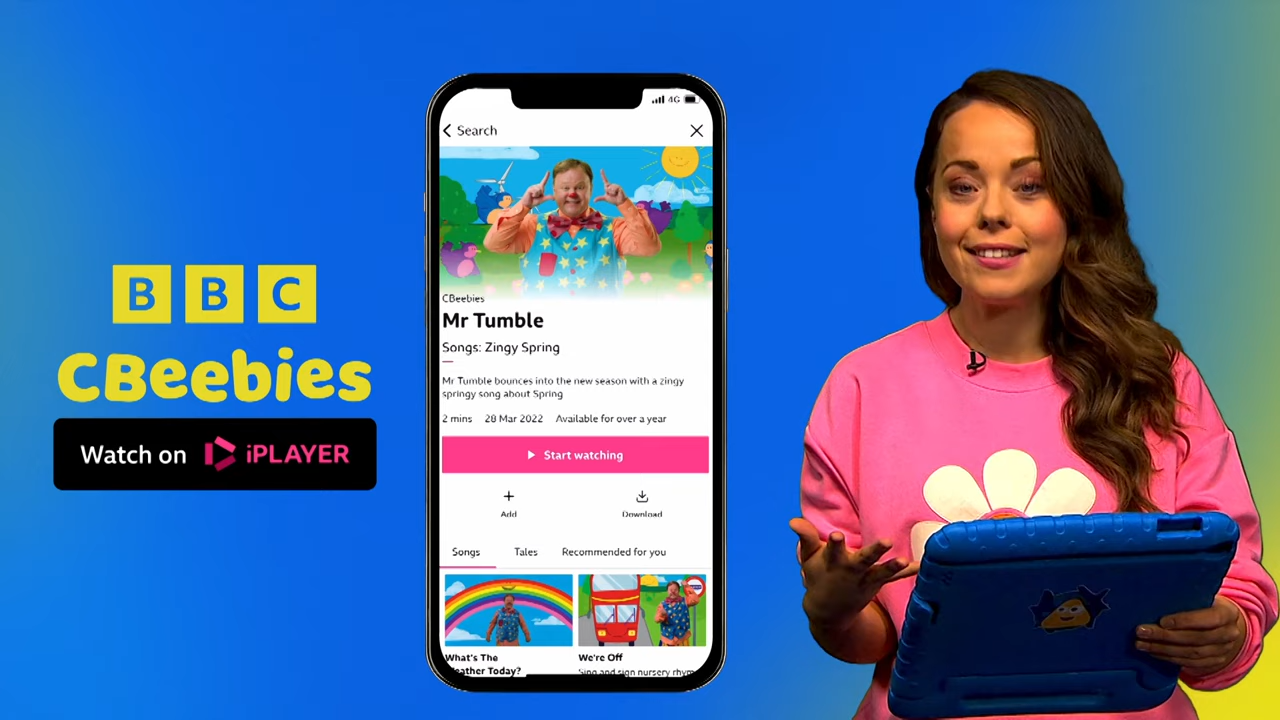 BBC
CBeebies
Watch on iPLAYER
4G
Search
CBeebies
Mr Tumble
Songs: Zingy Spring
Mr Tumble bounces into the new season with a zingy
springy song about Spring
2 mins 28 Mar 2022 Available for over a year
Start watching
Add Download
Songs Tales Recommended for you
What's The We're Off
Today? Sing and sign nursery